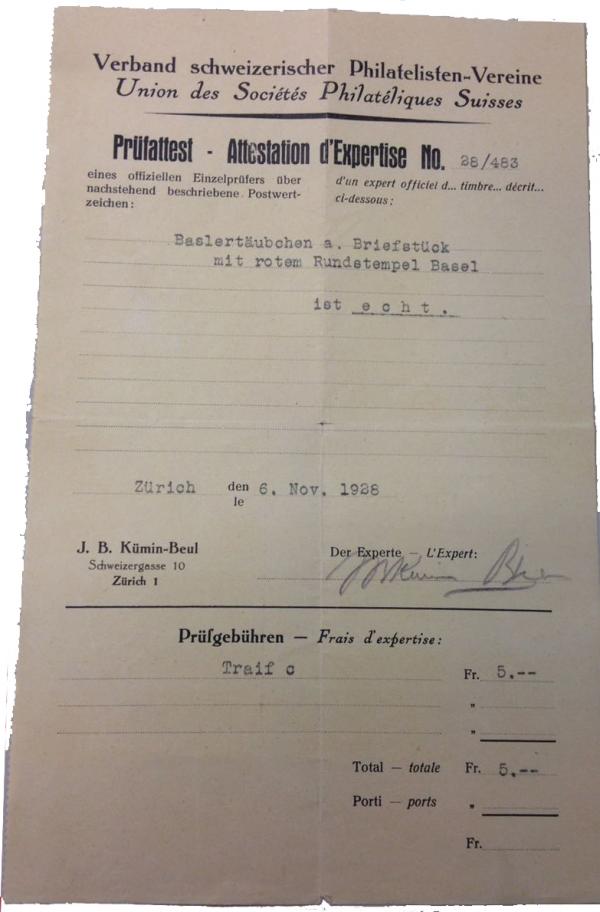 Verband schweizerischer Philatelisten-Vereine
Union des Sociétés Philatéliques Suisses
Prüfattest - Attestation d'Expertise No. 28/483
eines offiziellen Einzelprüfers über
nachstehend beschriebene Postwert-
zeichen:
d'un expert officiel d... timbre... décrit...
ci-dessous:
Baslertäubchen a. Briefstück
mit rotem Rundstempel Basel
ist echt.
Zürich den 6. Nov. 1928
le
J. B. Kümin-Beul
Schweizergasse 10
Zürich 1
Der Experte — L'Expert:
Prüfgebühren — Frais d'expertise:
Traif c Fr. 5.--
"
"
Total — totale Fr. 5.--
Porti — ports "
Fr.